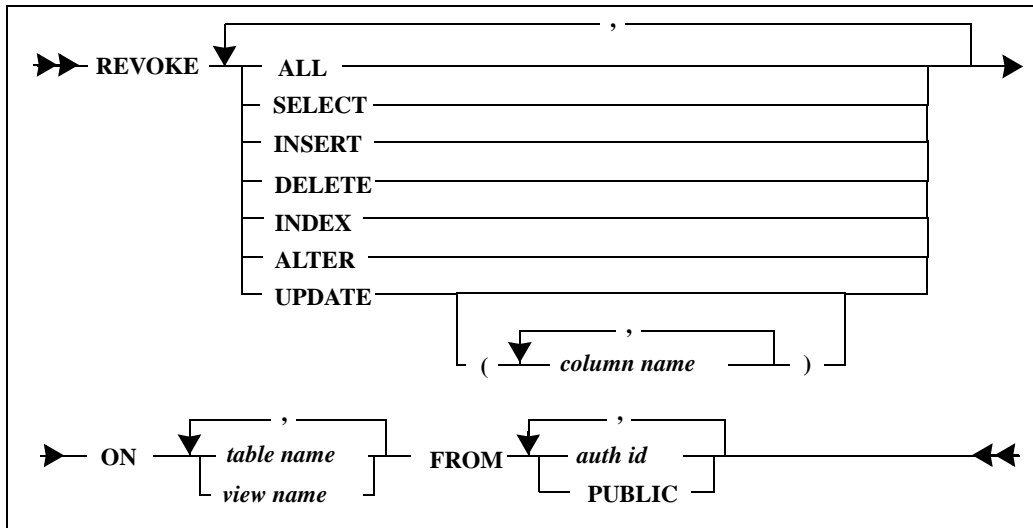 ,
REVOKE ALL
SELECT
INSERT
DELETE
INDEX
ALTER
UPDATE
,
( column name )
, ,
ON table name FROM auth id
view name PUBLIC